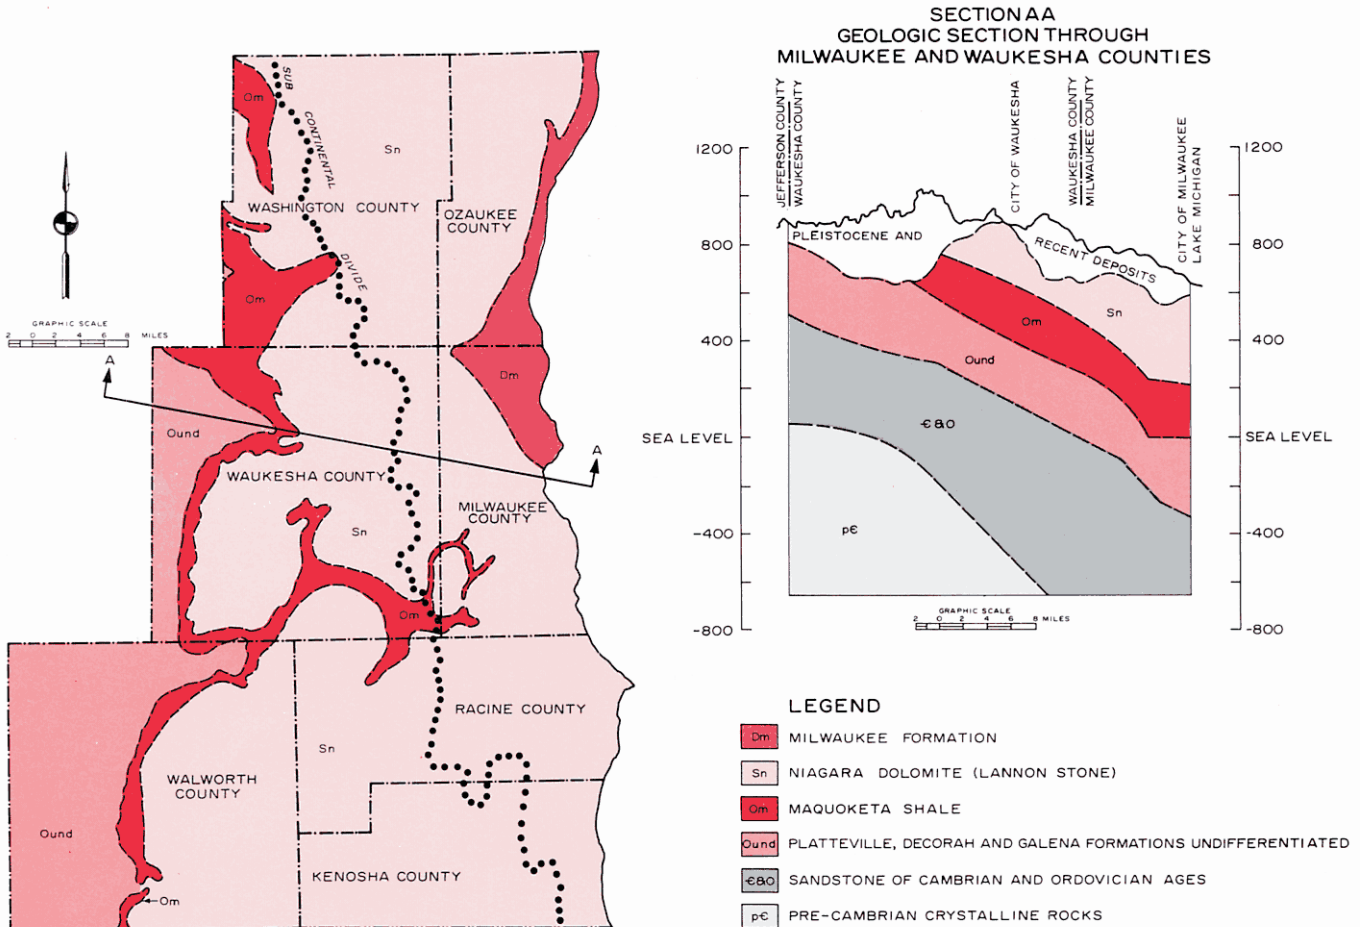 SUB
CONTINENTAL
DIVIDE
Om
Sn
WASHINGTON COUNTY
OZAUKEE
COUNTY
Om
GRAPHIC SCALE
2 0 2 4 6 8 MILES
A
Dm
Ound
WAUKESHA COUNTY
A
MILWAUKEE
COUNTY
Sn
Om
RACINE COUNTY
Sn
WALWORTH
COUNTY
Ound
KENOSHA COUNTY
Om
SECTION AA
GEOLOGIC SECTION THROUGH
MILWAUKEE AND WAUKESHA COUNTIES
JEFFERSON COUNTY
WAUKESHA COUNTY
CITY OF WAUKESHA
WAUKESHA COUNTY
MILWAUKEE COUNTY
CITY OF MILWAUKEE
LAKE MICHIGAN
1200 1200
800 800
400 400
SEA LEVEL SEA LEVEL
-400 -400
-800 -800
PLEISTOCENE AND
RECENT DEPOSITS
Sn
Om
Ound
Є&O
pЄ
GRAPHIC SCALE
2 0 2 4 6 8 MILES
LEGEND
Dm MILWAUKEE FORMATION
Sn NIAGARA DOLOMITE (LANNON STONE)
Om MAQUOKETA SHALE
Ound PLATTEVILLE, DECORAH AND GALENA FORMATIONS UNDIFFERENTIATED
Є&O SANDSTONE OF CAMBRIAN AND ORDOVICIAN AGES
pЄ PRE-CAMBRIAN CRYSTALLINE ROCKS